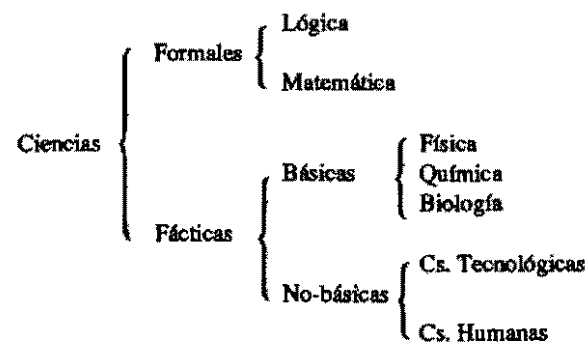 Lógica
Formales
Matemática
Ciencias
Física
Básicas
Química
Biología
Fácticas
Cs. Tecnológicas
No-básicas
Cs. Humanas